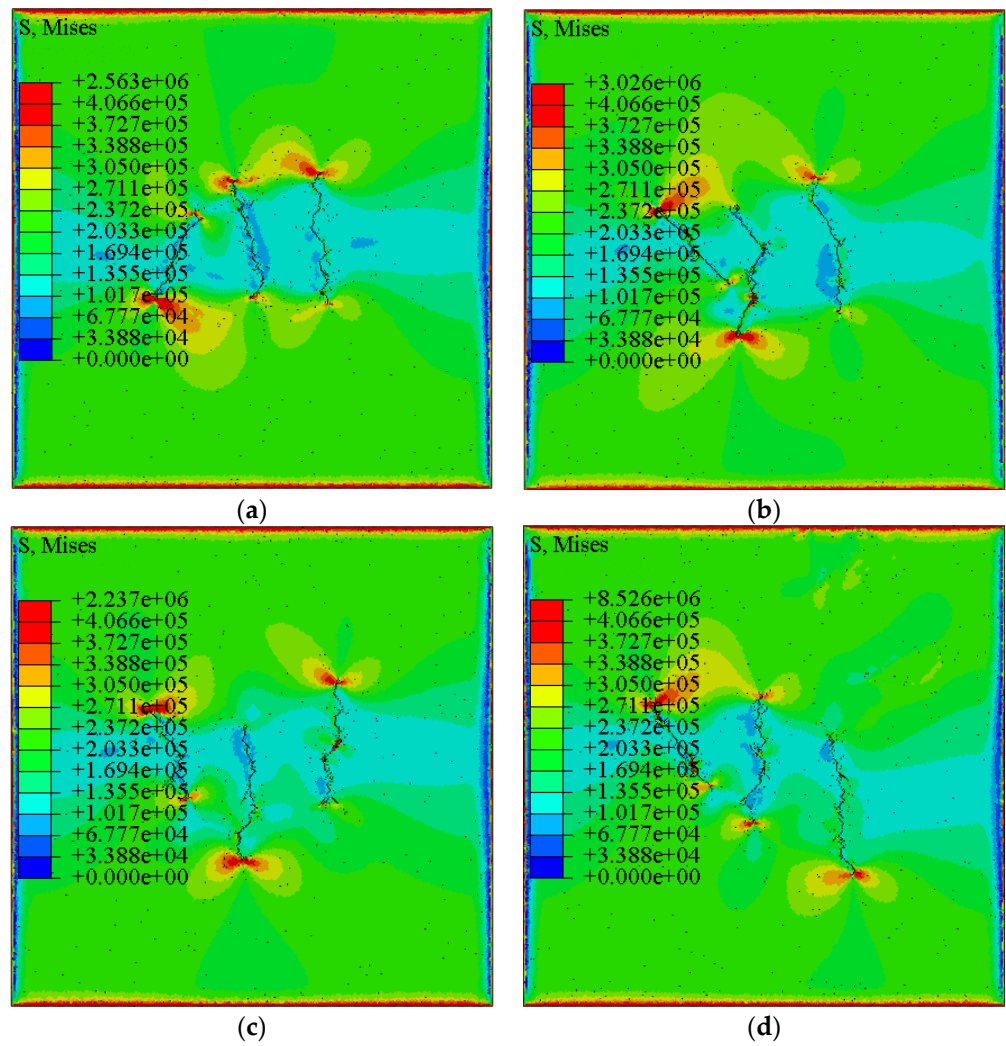 S, Mises
+2.563e+06
+4.066e+05
+3.727e+05
+3.388e+05
+3.050e+05
+2.711e+05
+2.372e+05
+2.033e+05
+1.694e+05
+1.355e+05
+1.017e+05
+6.777e+04
+3.388e+04
+0.000e+00
(a)
S, Mises
+3.026e+06
+4.066e+05
+3.727e+05
+3.388e+05
+3.050e+05
+2.711e+05
+2.372e+05
+2.033e+05
+1.694e+05
+1.355e+05
+1.017e+05
+6.777e+04
+3.388e+04
+0.000e+00
(b)
S, Mises
+2.237e+06
+4.066e+05
+3.727e+05
+3.388e+05
+3.050e+05
+2.711e+05
+2.372e+05
+2.033e+05
+1.694e+05
+1.355e+05
+1.017e+05
+6.777e+04
+3.388e+04
+0.000e+00
(c)
S, Mises
+8.526e+06
+4.066e+05
+3.727e+05
+3.388e+05
+3.050e+05
+2.711e+05
+2.372e+05
+2.033e+05
+1.694e+05
+1.355e+05
+1.017e+05
+6.777e+04
+3.388e+04
+0.000e+00
(d)